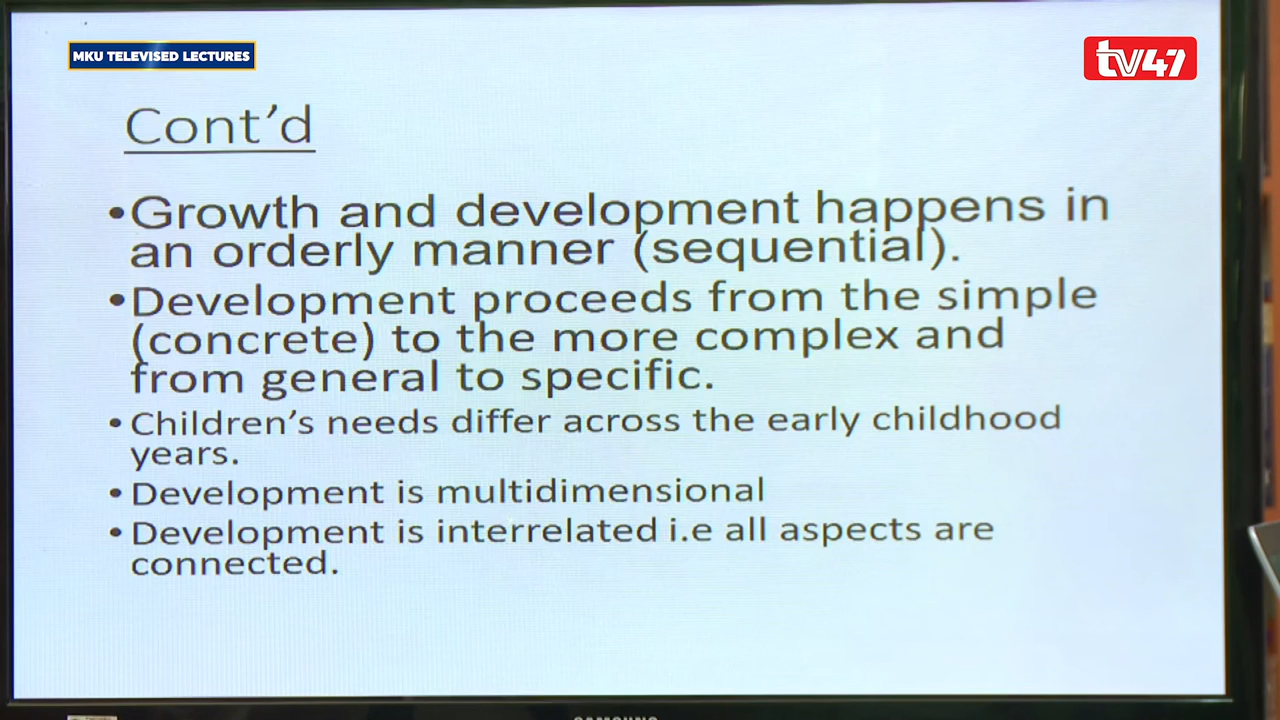 MKU TELEVISED LECTURES
tv47
Cont'd
•Growth and development happens in
an orderly manner (sequential).
•Development proceeds from the simple
(concrete) to the more complex and
from general to specific.
•Children's needs differ across the early childhood
years.
•Development is multidimensional
•Development is interrelated i.e all aspects are
connected.
SAMSUNG